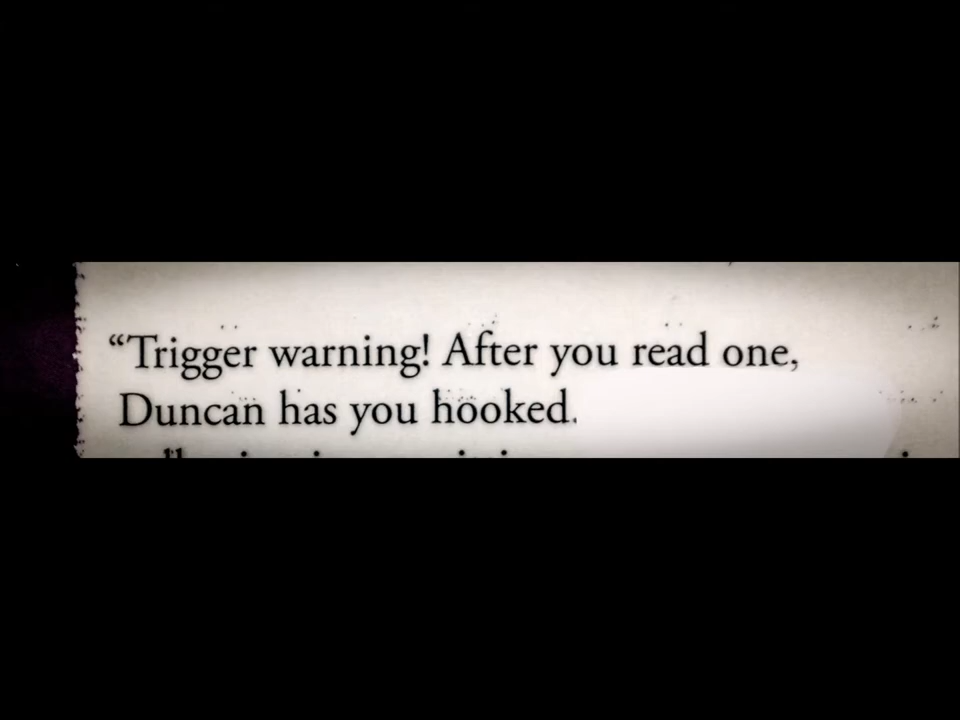 “Trigger warning! After you read one,
Duncan has you hooked.